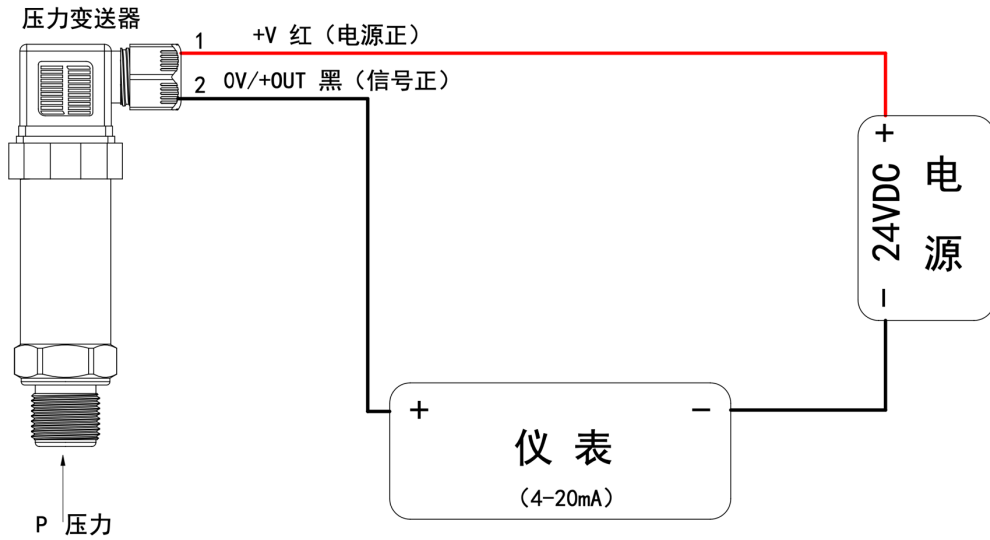 压力变送器
1 +V 红（电源正）
2 0V/+OUT 黑（信号正）
+ 24VDC -
电源
+ -
仪 表
（4-20mA）
P 压力